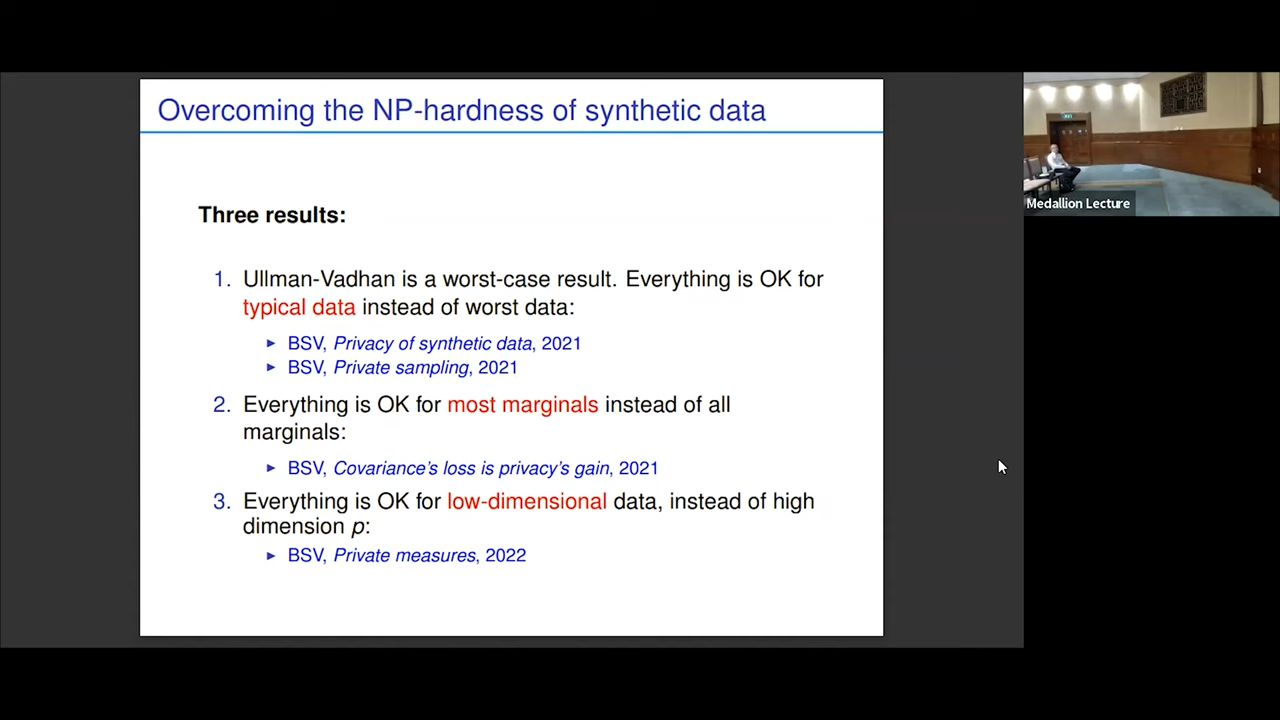 Overcoming the NP-hardness of synthetic data
Three results:
1. Ullman-Vadhan is a worst-case result. Everything is OK for
typical data instead of worst data:
► BSV, Privacy of synthetic data, 2021
► BSV, Private sampling, 2021
2. Everything is OK for most marginals instead of all
marginals:
► BSV, Covariance's loss is privacy's gain, 2021
3. Everything is OK for low-dimensional data, instead of high
dimension p:
► BSV, Private measures, 2022
Medallion Lecture